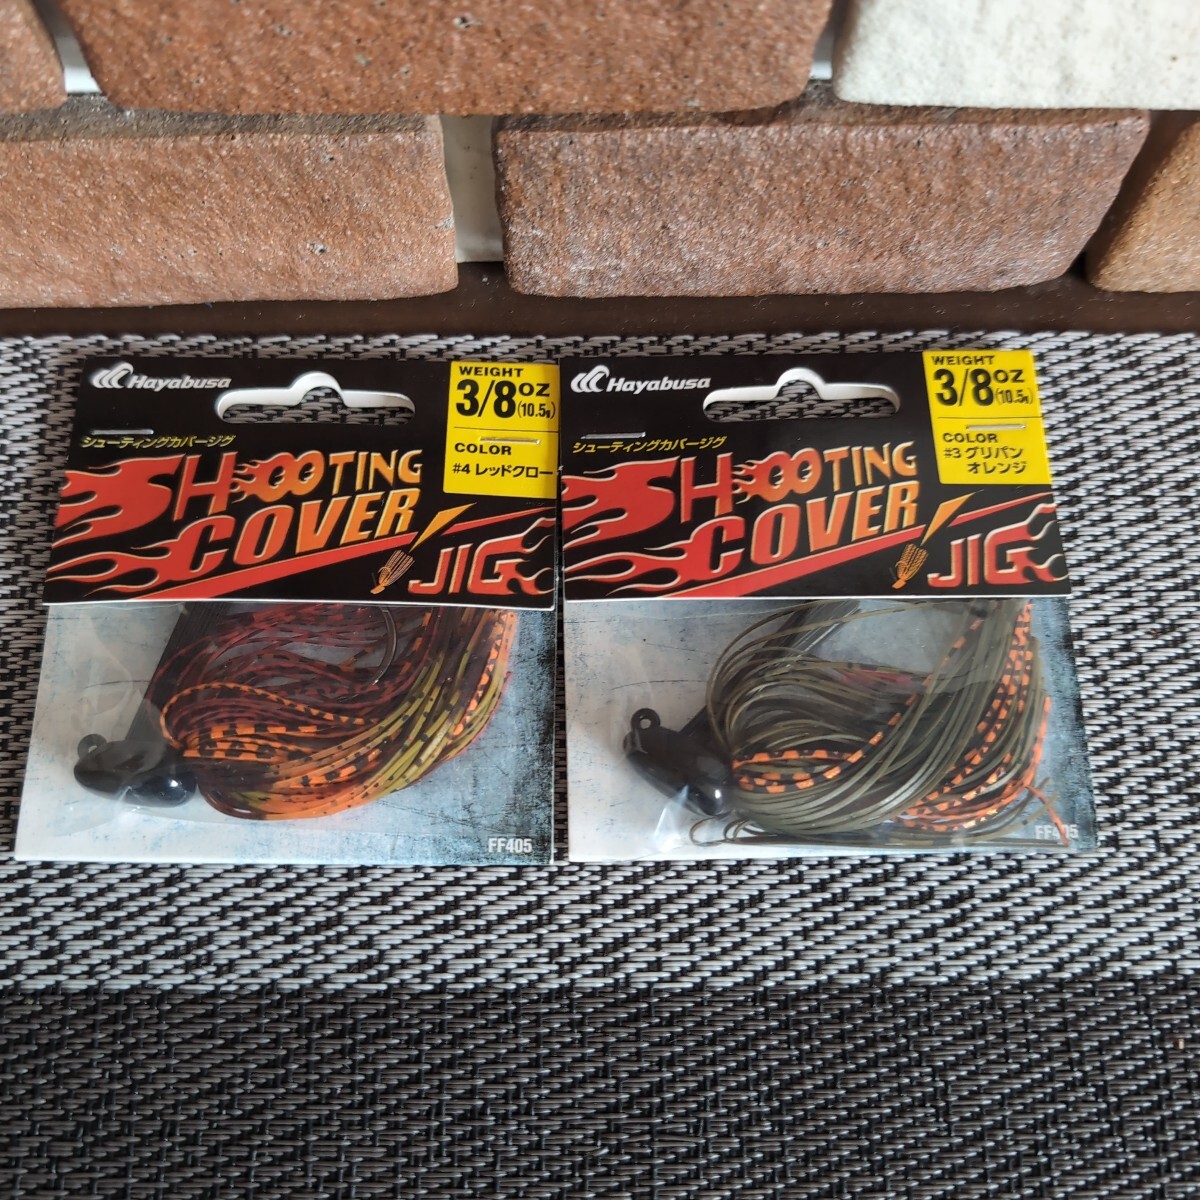 Hayabusa
WEIGHT
3/8OZ
(10.5g)
COLOR
#4 レッドクロー
シューティングカバージグ
SHOOTING
COVER
JIG
FF405
Hayabusa
WEIGHT
3/8OZ
(10.5g)
COLOR
#3 グリパン
オレンジ
シューティングカバージグ
SHOOTING
COVER
JIG
FF405